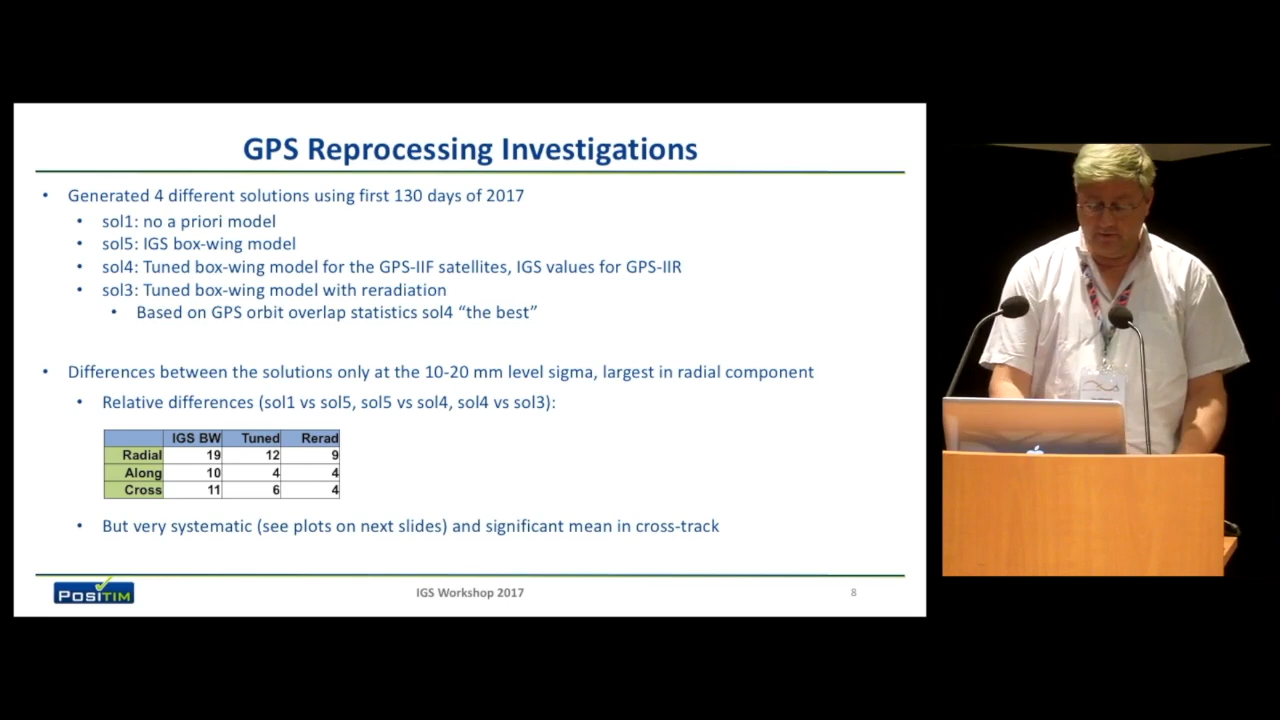 GPS Reprocessing Investigations
• Generated 4 different solutions using first 130 days of 2017
• sol1: no a priori model
• sol5: IGS box-wing model
• sol4: Tuned box-wing model for the GPS-IIF satellites, IGS values for GPS-IIR
• sol3: Tuned box-wing model with reradiation
• Based on GPS orbit overlap statistics sol4 “the best”
• Differences between the solutions only at the 10-20 mm level sigma, largest in radial component
• Relative differences (sol1 vs sol5, sol5 vs sol4, sol4 vs sol3):
IGS BW Tuned Rerad
Radial 19 12 9
Along 10 4 4
Cross 11 6 4
• But very systematic (see plots on next slides) and significant mean in cross-track
POSITIM
IGS Workshop 2017
8